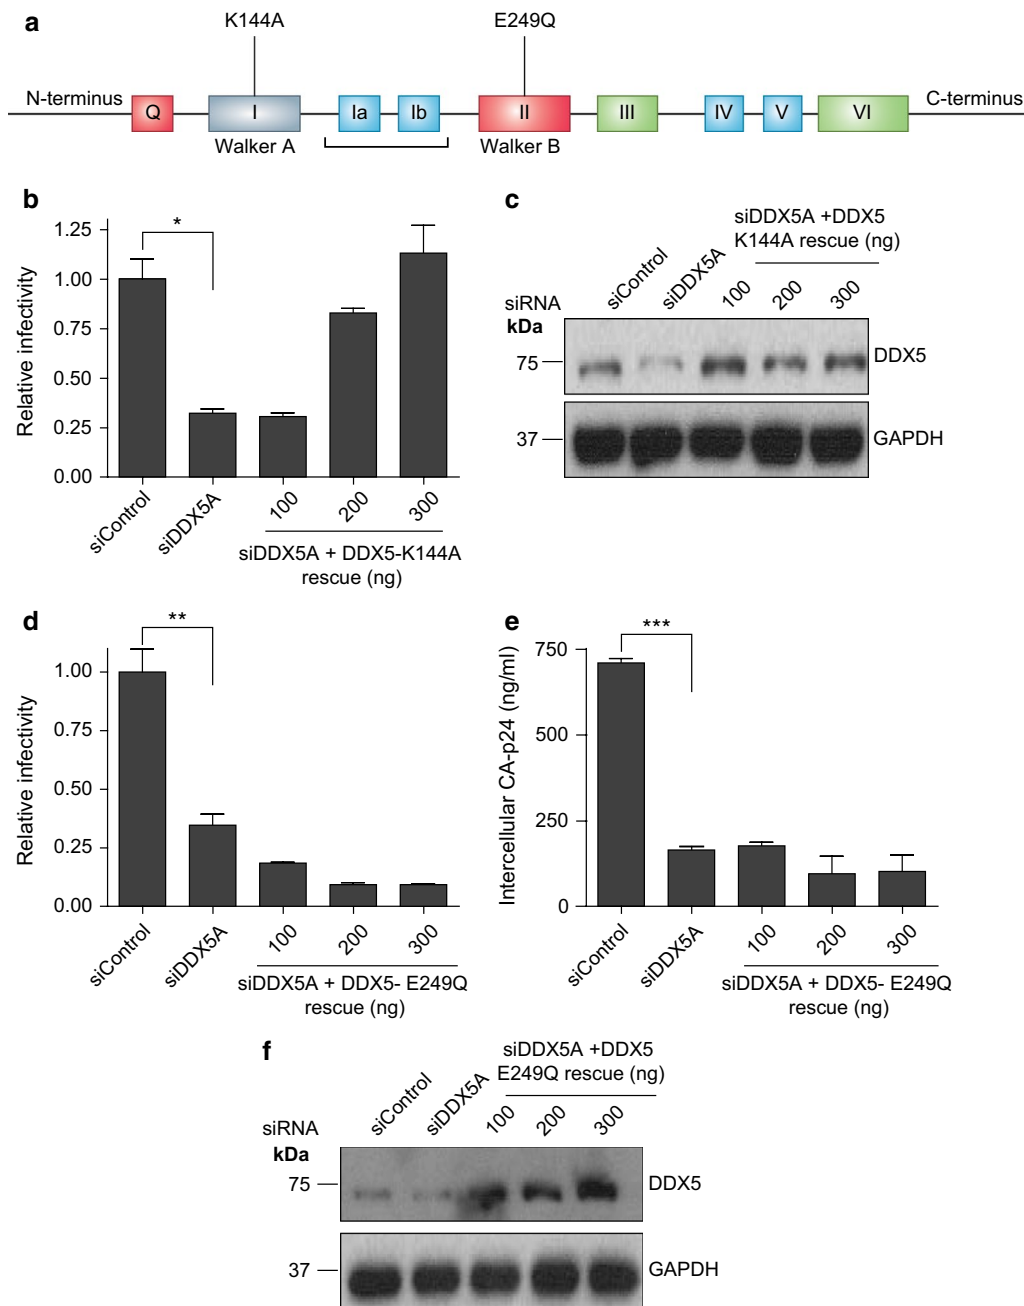 a
K144A
E249Q
N-terminus
Q
I
Ia
Ib
II
III
IV
V
VI
C-terminus
Walker A
Walker B
b
*
Relative infectivity
1.25
1.00
0.75
0.50
0.25
0.00
siControl
siDDX5A
100
200
300
siDDX5A + DDX5-K144A
rescue (ng)
c
siDDX5A +DDX5
K144A rescue (ng)
siControl
siDDX5A
100
200
300
siRNA
kDa
75
DDX5
37
GAPDH
d
**
Relative infectivity
1.00
0.75
0.50
0.25
0.00
siControl
siDDX5A
100
200
300
siDDX5A + DDX5- E249Q
rescue (ng)
e
***
Intercellular CA-p24 (ng/ml)
750
500
250
0
siControl
siDDX5A
100
200
300
siDDX5A + DDX5- E249Q
rescue (ng)
f
siDDX5A +DDX5
E249Q rescue (ng)
siControl
siDDX5A
100
200
300
siRNA
kDa
75
DDX5
37
GAPDH